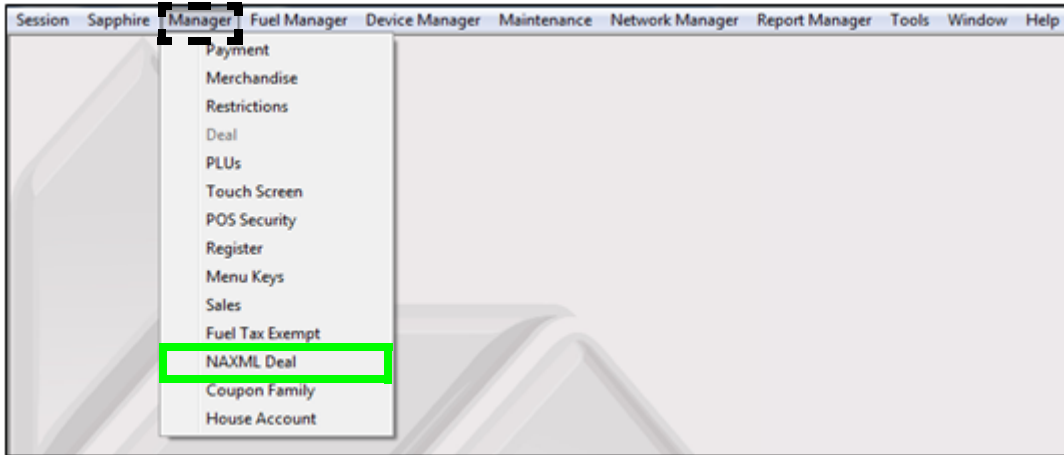 Session Sapphire Manager Fuel Manager Device Manager Maintenance Network Manager Report Manager Tools Window Help
Payment
Merchandise
Restrictions
Deal
PLUs
Touch Screen
POS Security
Register
Menu Keys
Sales
Fuel Tax Exempt
NAXML Deal
Coupon Family
House Account